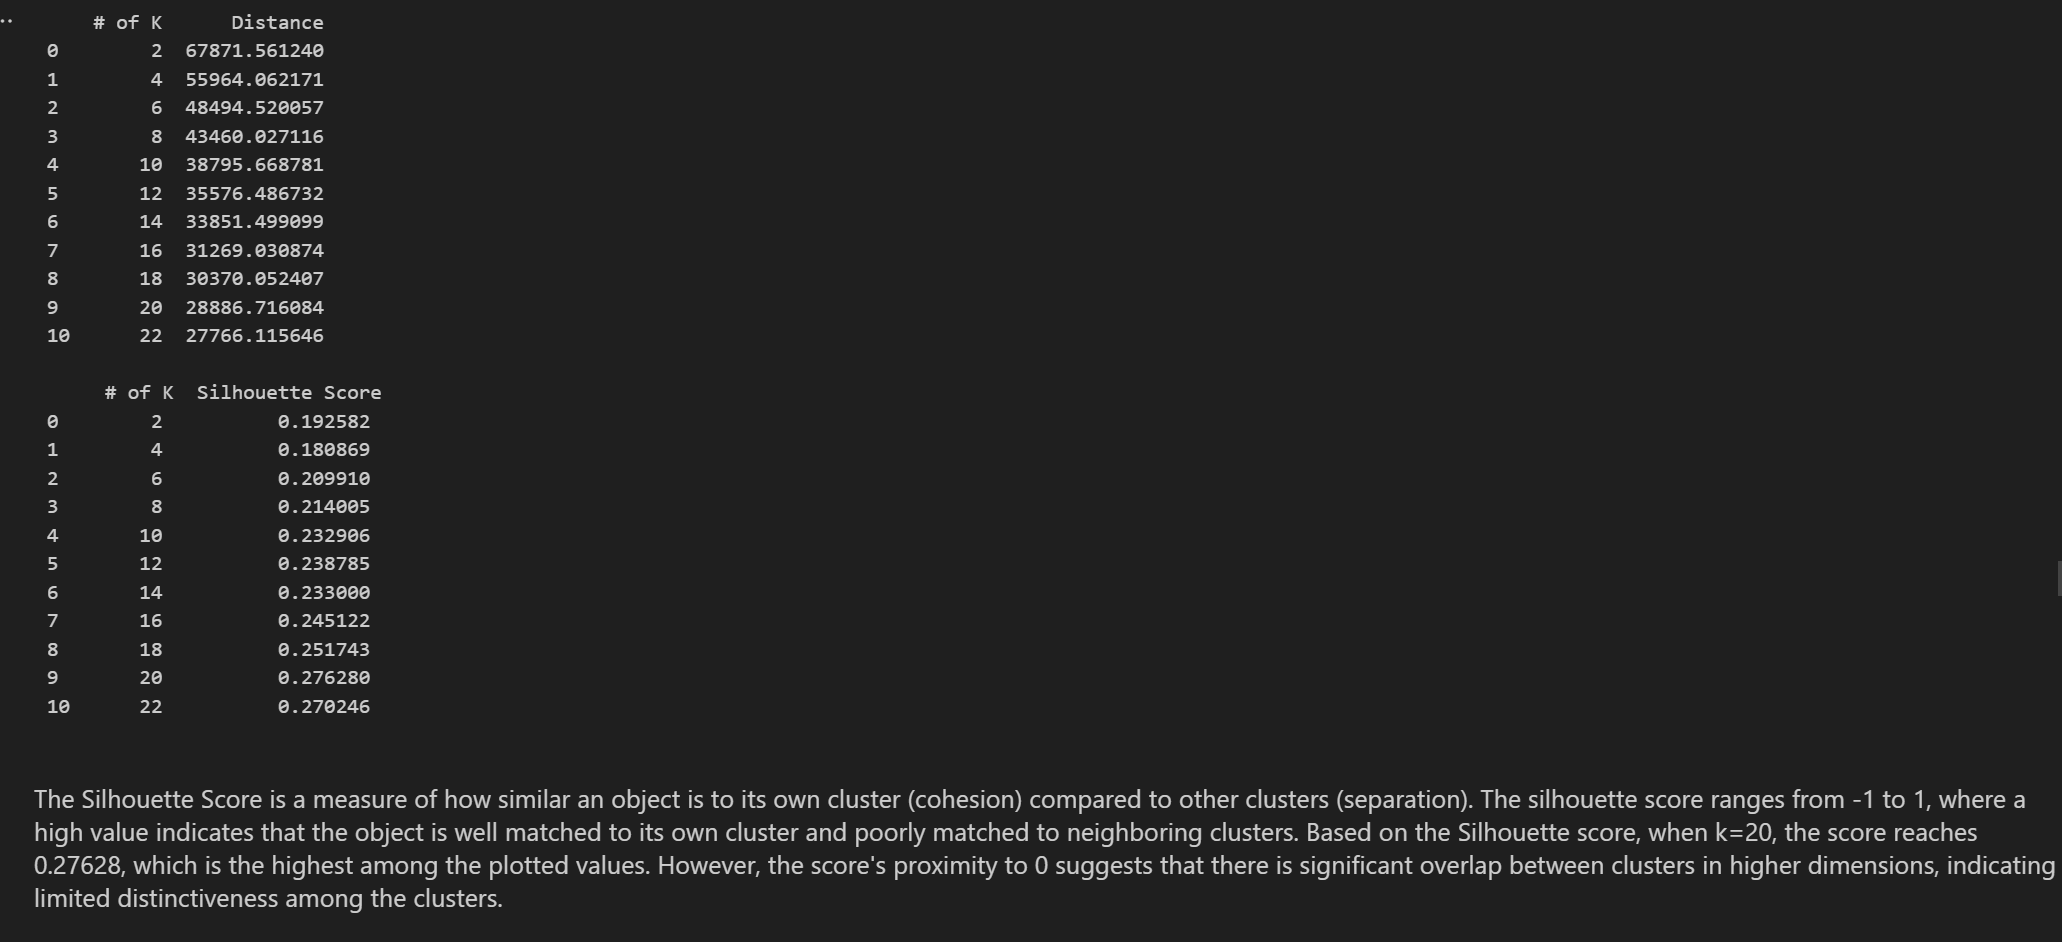 # of K Distance
0 2 67871.561240
1 4 55964.062171
2 6 48494.520057
3 8 43460.027116
4 10 38795.668781
5 12 35576.486732
6 14 33851.499099
7 16 31269.030874
8 18 30370.052407
9 20 28886.716084
10 22 27766.115646
# of K Silhouette Score
0 2 0.192582
1 4 0.180869
2 6 0.209910
3 8 0.214005
4 10 0.232906
5 12 0.238785
6 14 0.233000
7 16 0.245122
8 18 0.251743
9 20 0.276280
10 22 0.270246
The Silhouette Score is a measure of how similar an object is to its own cluster (cohesion) compared to other clusters (separation). The silhouette score ranges from -1 to 1, where a
high value indicates that the object is well matched to its own cluster and poorly matched to neighboring clusters. Based on the Silhouette score, when k=20, the score reaches
0.27628, which is the highest among the plotted values. However, the score's proximity to 0 suggests that there is significant overlap between clusters in higher dimensions, indicating
limited distinctiveness among the clusters.